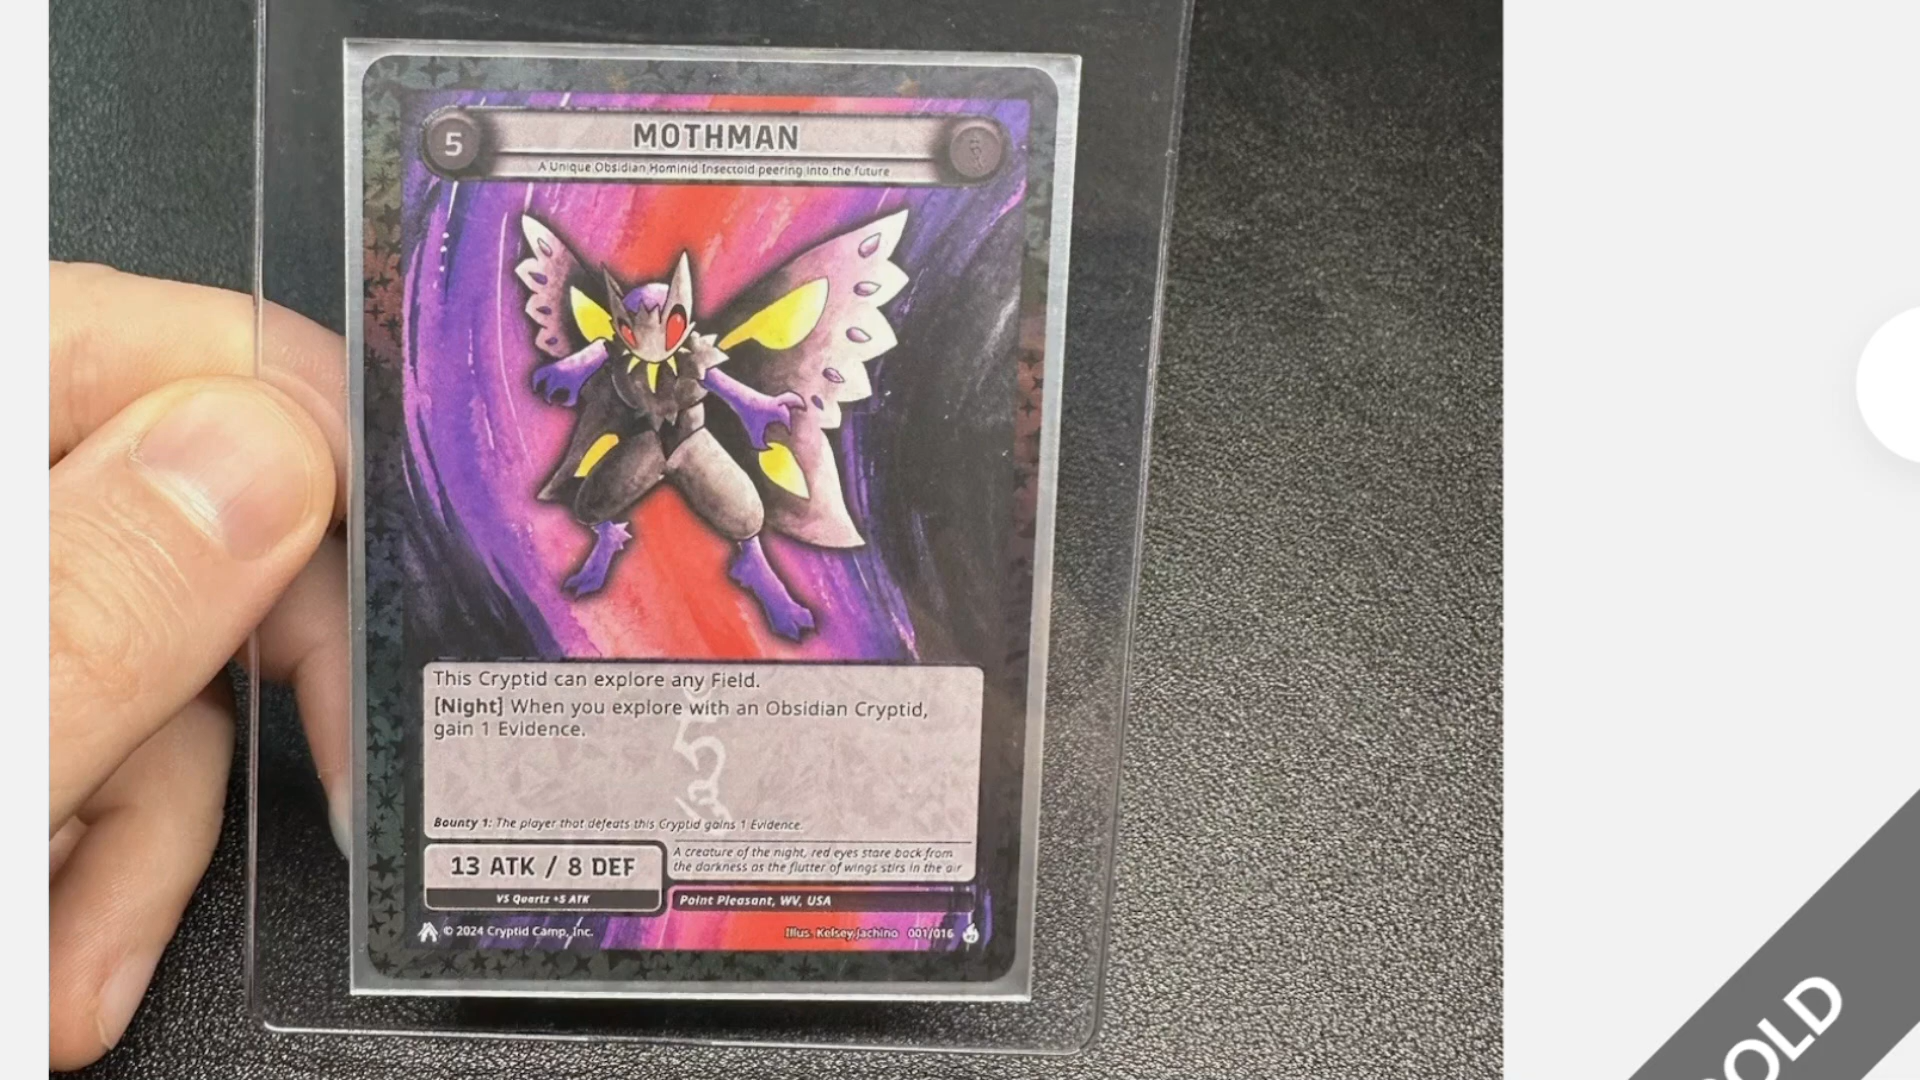 5
MOTHMAN
A Unique Obsidian Hominid Insectoid peering into the future
This Cryptid can explore any Field.
[Night] When you explore with an Obsidian Cryptid,
gain 1 Evidence.
Bounty 1: The player that defeats this Cryptid gains 1 Evidence.
13 ATK / 8 DEF
VS Quartz +5 ATK
A creature of the night, red eyes stare back from
the darkness as the flutter of wings stirs in the air
Point Pleasant, WV, USA
© 2024 Cryptid Camp, Inc.
Illus. Kelsey Jachino 001/016
OLD